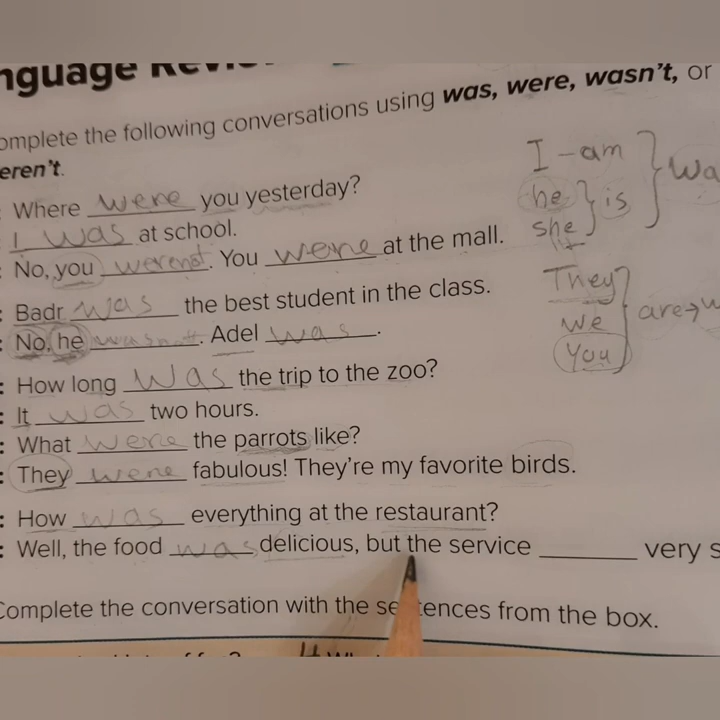 nguage Revi
omplete the following conversations using was, were, wasn't, or
eren't.
: Where were you yesterday?
I was at school.
: No, you werenot. You were at the mall.
: Badr was the best student in the class.
: No, he wasnot. Adel was.
: How long was the trip to the zoo?
: It was two hours.
: What were the parrots like?
: They were fabulous! They're my favorite birds.
: How was everything at the restaurant?
: Well, the food was delicious, but the service ______ very s
Complete the conversation with the sentences from the box.
I - am
he
she
it
is
wa
They
we
You
are→w